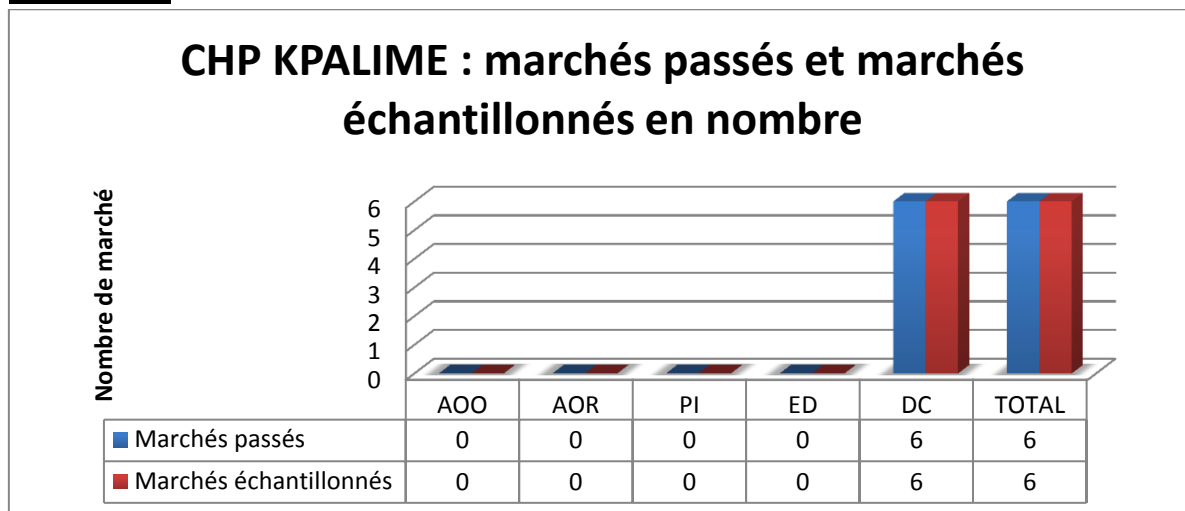 CHP KPALIME : marchés passés et marchés
échantillonnés en nombre
Nombre de marché
6
5
4
3
2
1
0
AOO AOR PI ED DC TOTAL
Marchés passés 0 0 0 0 6 6
Marchés échantillonnés 0 0 0 0 6 6